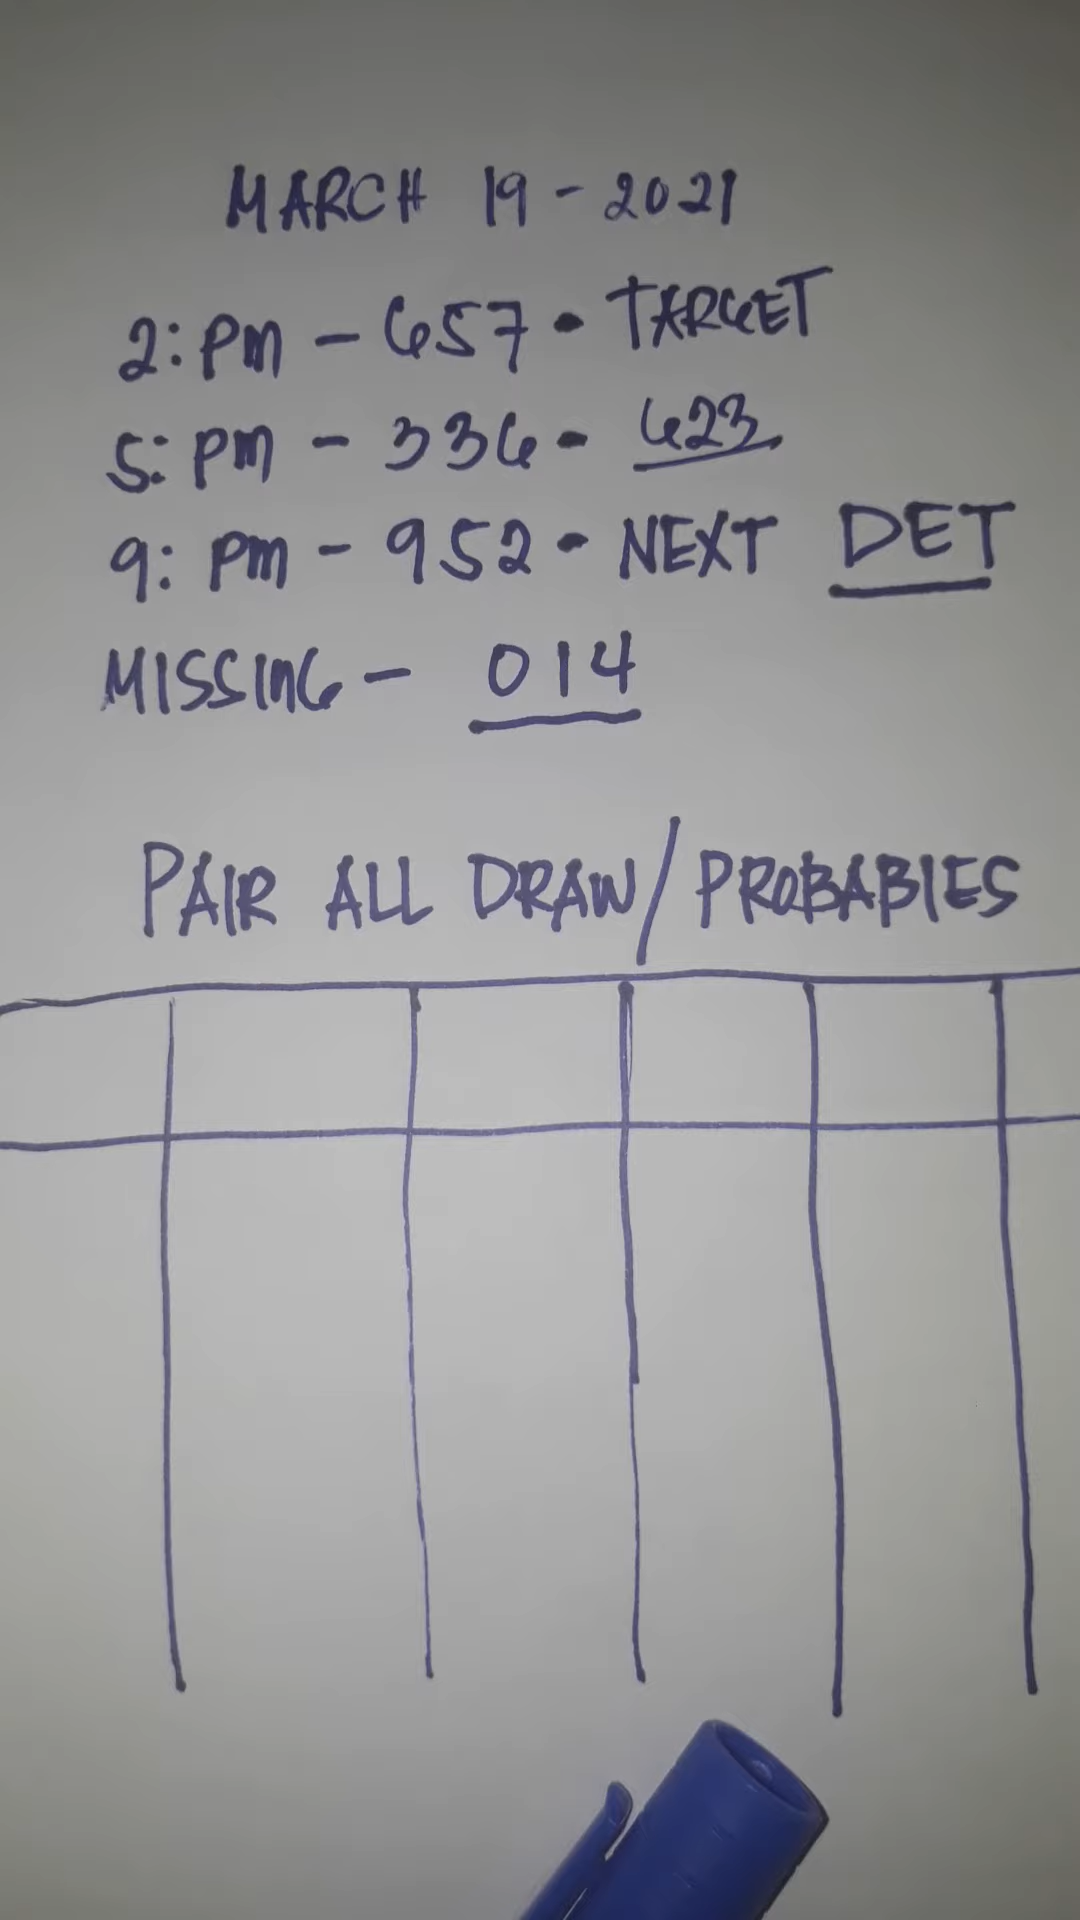 MARCH 19-2021
2:PM - 657 - TARGET
5:PM - 336 - 623
9:PM - 952 - NEXT DET
MISSING - 014
PAIR ALL DRAW/PROBABIES